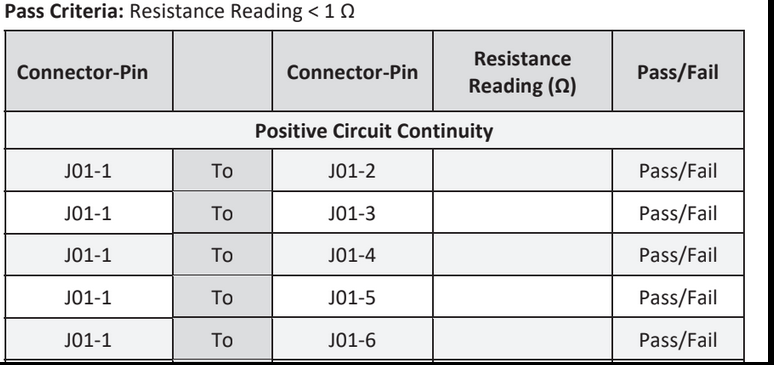 Pass Criteria: Resistance Reading < 1 Ω
Connector-Pin Connector-Pin Resistance Reading (Ω) Pass/Fail
Positive Circuit Continuity
J01-1 To J01-2 Pass/Fail
J01-1 To J01-3 Pass/Fail
J01-1 To J01-4 Pass/Fail
J01-1 To J01-5 Pass/Fail
J01-1 To J01-6 Pass/Fail